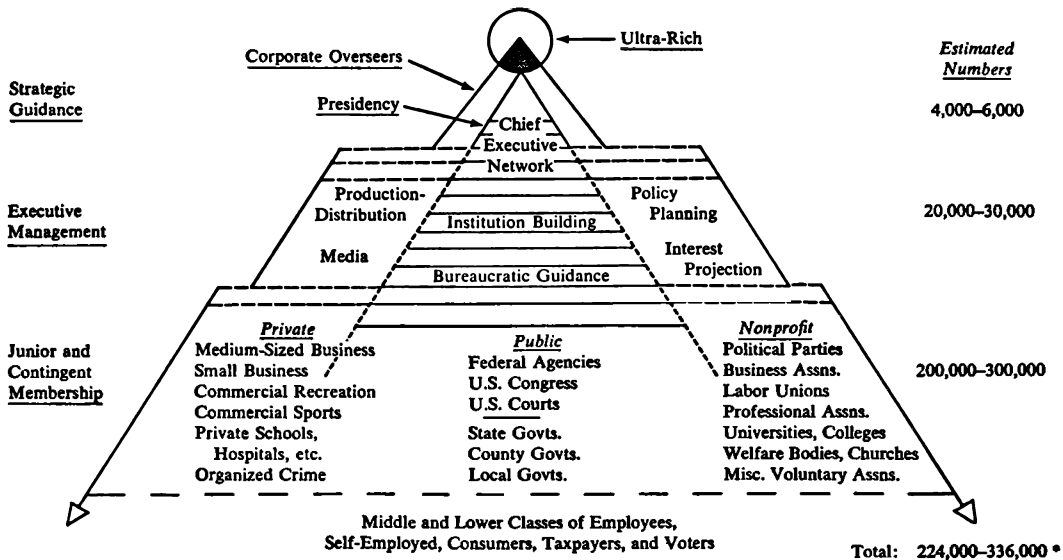 Ultra-Rich
Corporate Overseers
Estimated
Numbers
Strategic
Guidance
Presidency
4,000–6,000
Chief
Executive
Network
Production-
Distribution
Policy
Planning
Executive
Management
Institution Building
20,000–30,000
Media
Interest
Projection
Bureaucratic Guidance
Junior and
Contingent
Membership
Private
Medium-Sized Business
Small Business
Commercial Recreation
Commercial Sports
Private Schools,
Hospitals, etc.
Organized Crime
Public
Federal Agencies
U.S. Congress
U.S. Courts
State Govts.
County Govts.
Local Govts.
Nonprofit
Political Parties
Business Assns.
Labor Unions
Professional Assns.
Universities, Colleges
Welfare Bodies, Churches
Misc. Voluntary Assns.
200,000–300,000
Middle and Lower Classes of Employees,
Self-Employed, Consumers, Taxpayers, and Voters
Total: 224,000–336,000 *